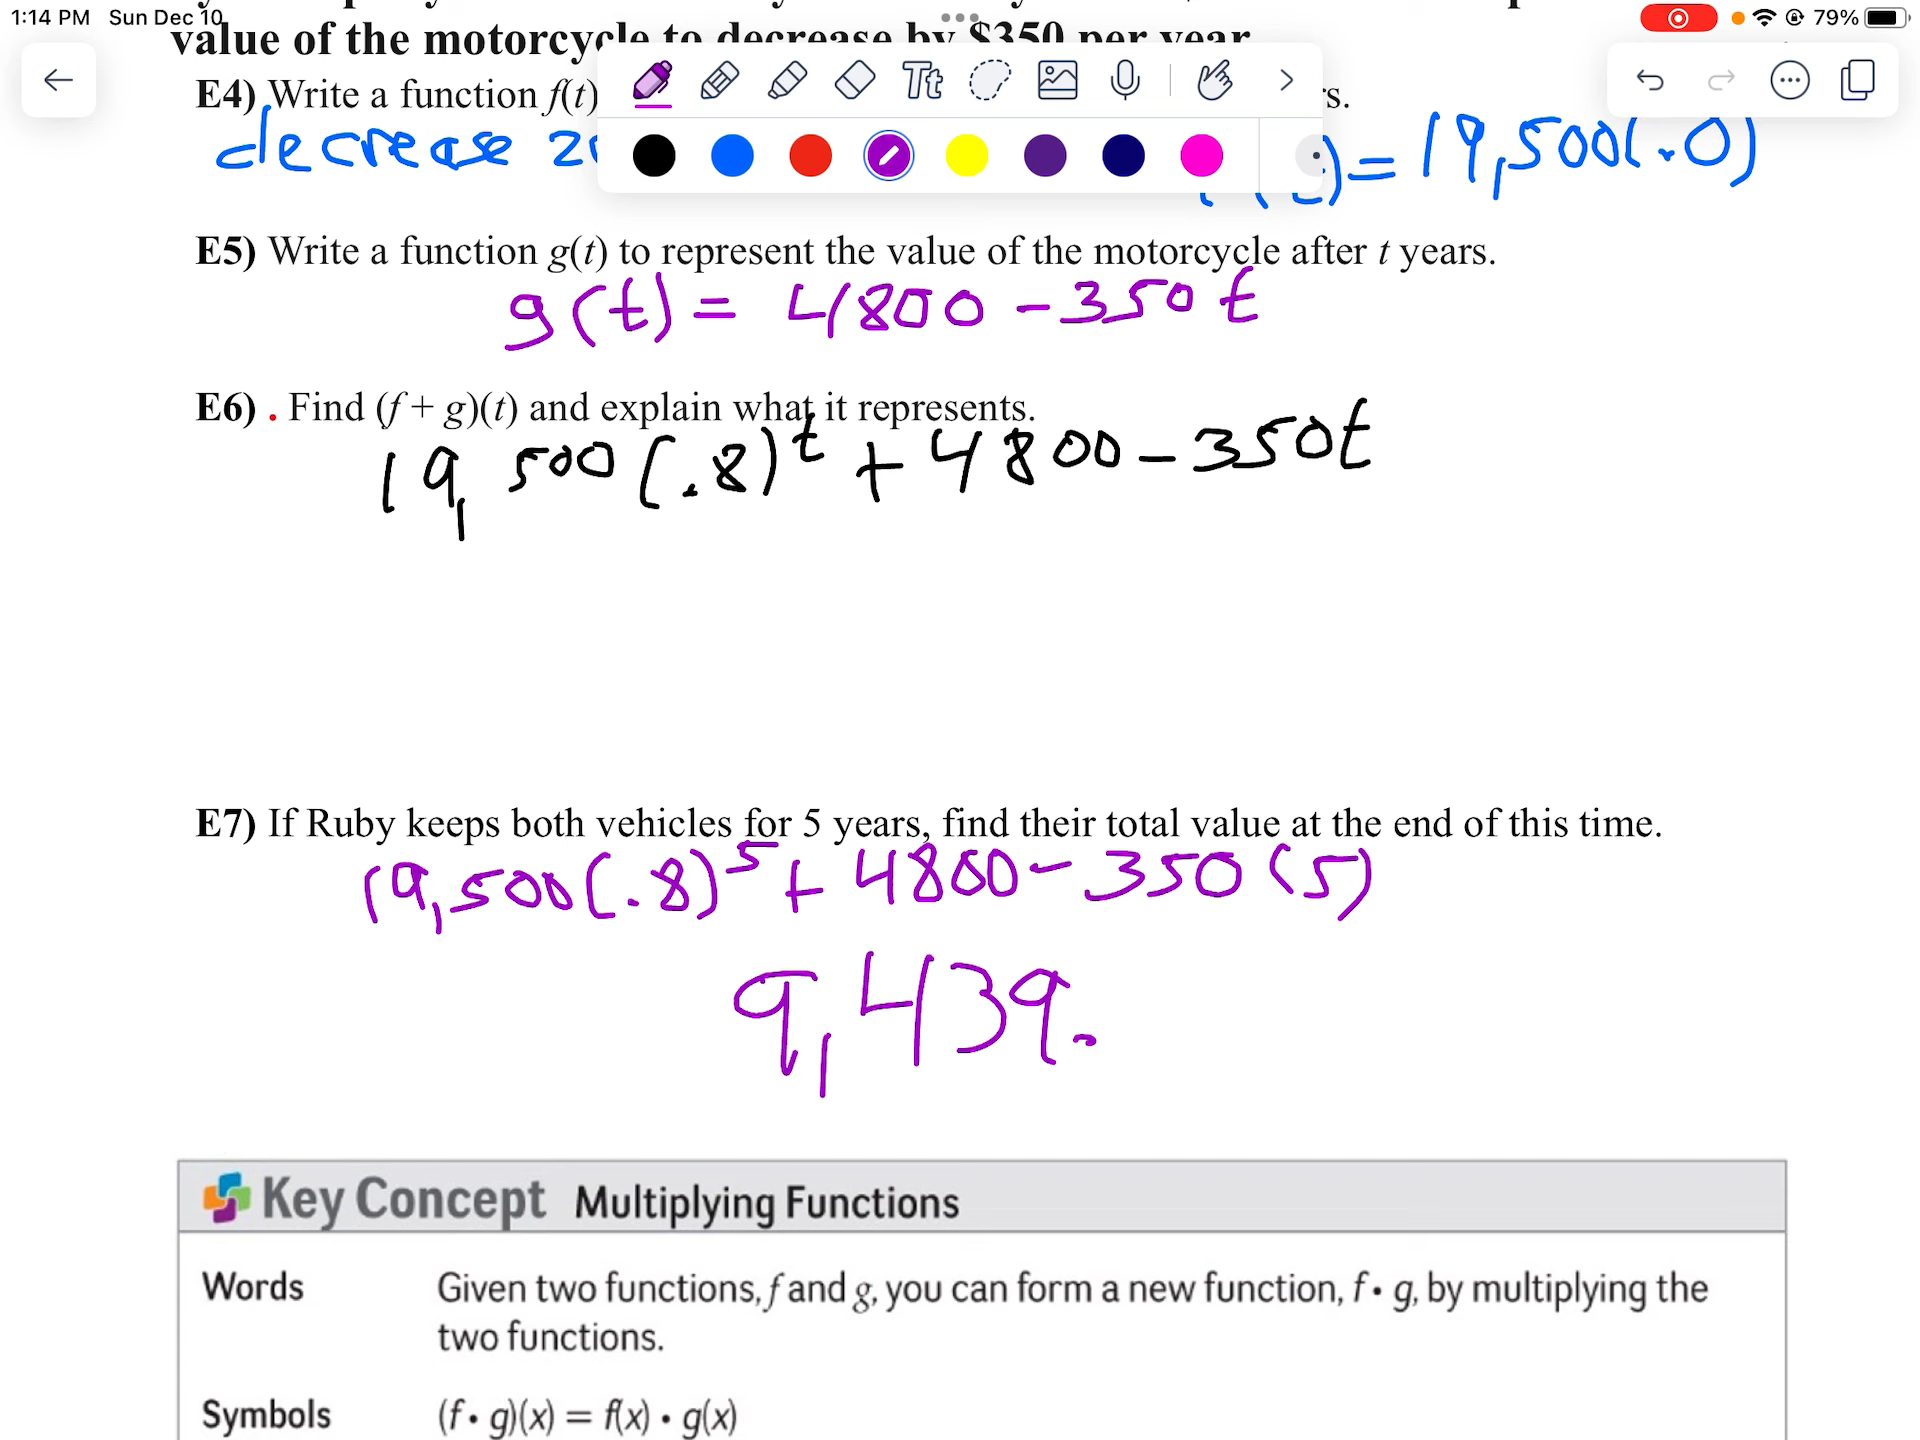 1:14 PM Sun Dec 10
79%
value of the motorcycle to decrease by $350 per year
E4) Write a function f(t) s.
Tt
decrease )= 19,500(.0)
E5) Write a function g(t) to represent the value of the motorcycle after t years.
g(t) = 4800 - 350t
E6) . Find (f + g)(t) and explain what it represents.
19,500(.8)^t + 4800 - 350t
E7) If Ruby keeps both vehicles for 5 years, find their total value at the end of this time.
19,500(.8)^5 + 4800 - 350(5)
9,439.
Key Concept Multiplying Functions
Words Given two functions, f and g, you can form a new function, f • g, by multiplying the
two functions.
Symbols (f • g)(x) = f(x) • g(x)